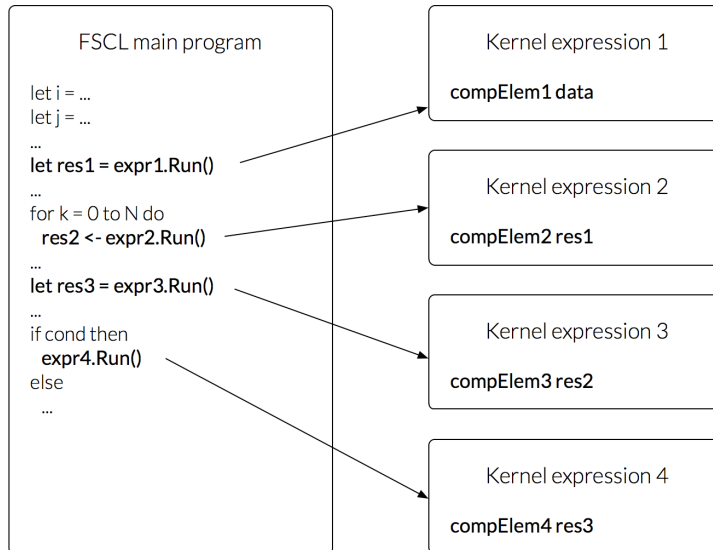 FSCL main program
let i = ...
let j = ...
...
let res1 = expr1.Run()
...
for k = 0 to N do
res2 <- expr2.Run()
...
let res3 = expr3.Run()
...
if cond then
expr4.Run()
else
...
Kernel expression 1
compElem1 data
Kernel expression 2
compElem2 res1
Kernel expression 3
compElem3 res2
Kernel expression 4
compElem4 res3